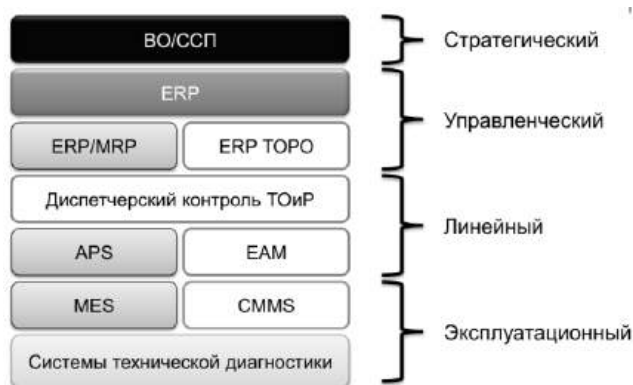 ВО/ССП
Стратегический
ERP
Управленческий
ERP/MRP
ERP ТОРО
Диспетчерский контроль ТОиР
Линейный
APS
EAM
MES
CMMS
Эксплуатационный
Системы технической диагностики